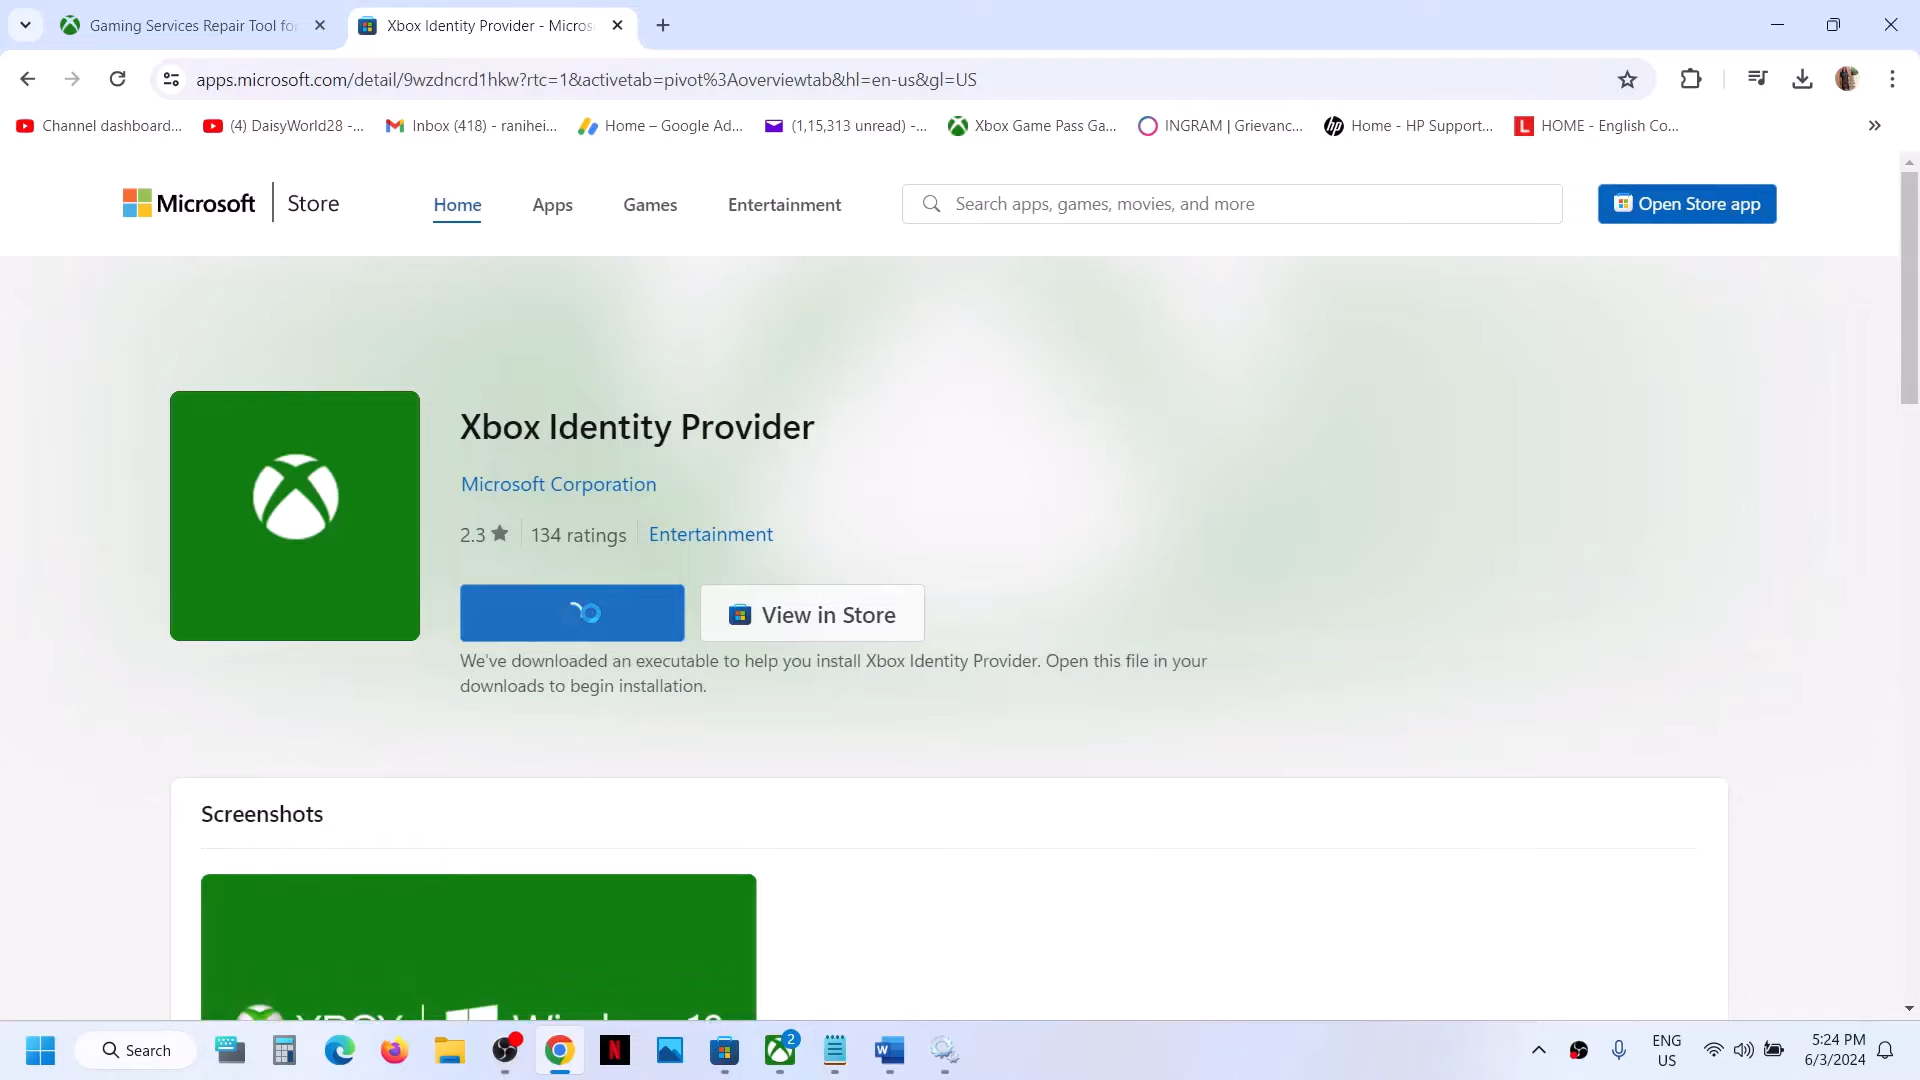 Gaming Services Repair Tool fo
Xbox Identity Provider - Micros
apps.microsoft.com/detail/9wzdncrd1hkw?rtc=1&activetab=pivot%3Aoverviewtab&hl=en-us&gl=US
Channel dashboard...
(4) DaisyWorld28 -...
Inbox (418) - ranihei...
Home – Google Ad...
(1,15,313 unread) -...
Xbox Game Pass Ga...
INGRAM | Grievanc...
Home - HP Support...
HOME - English Co...
Microsoft Store
Home Apps Games Entertainment
Search apps, games, movies, and more
Open Store app
Xbox Identity Provider
Microsoft Corporation
2.3 134 ratings Entertainment
View in Store
We've downloaded an executable to help you install Xbox Identity Provider. Open this file in your
downloads to begin installation.
Screenshots
XBOX Windows 10
Search
2
ENG
US
5:24 PM
6/3/2024